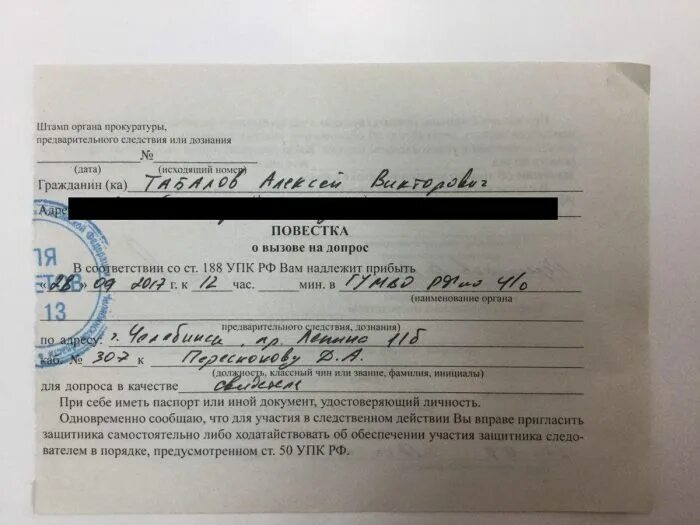 Штамп органа прокуратуры,
предварительного следствия или дознания
№
(дата) (исходящий номер)
Гражданин (ка) Табалов Алексей Викторович
Адре
ПОВЕСТКА
о вызове на допрос
В соответствии со ст. 188 УПК РФ Вам надлежит прибыть
«28» 09 2017 г. к 12 час. мин. в РФ по Ч/о
(наименование органа)
предварительного следствия, дознания)
по адресу: г. Челябинск, пр. Ленина 11б
каб. № 307 к Д.А.
(должность, классный чин или звание, фамилия, инициалы)
для допроса в качестве свидетеля
При себе иметь паспорт или иной документ, удостоверяющий личность.
Одновременно сообщаю, что для участия в следственном действии Вы вправе пригласить
защитника самостоятельно либо ходатайствовать об обеспечении участия защитника следо-
вателем в порядке, предусмотренном ст. 50 УПК РФ.
ЛЯ
ЕТОВ
13